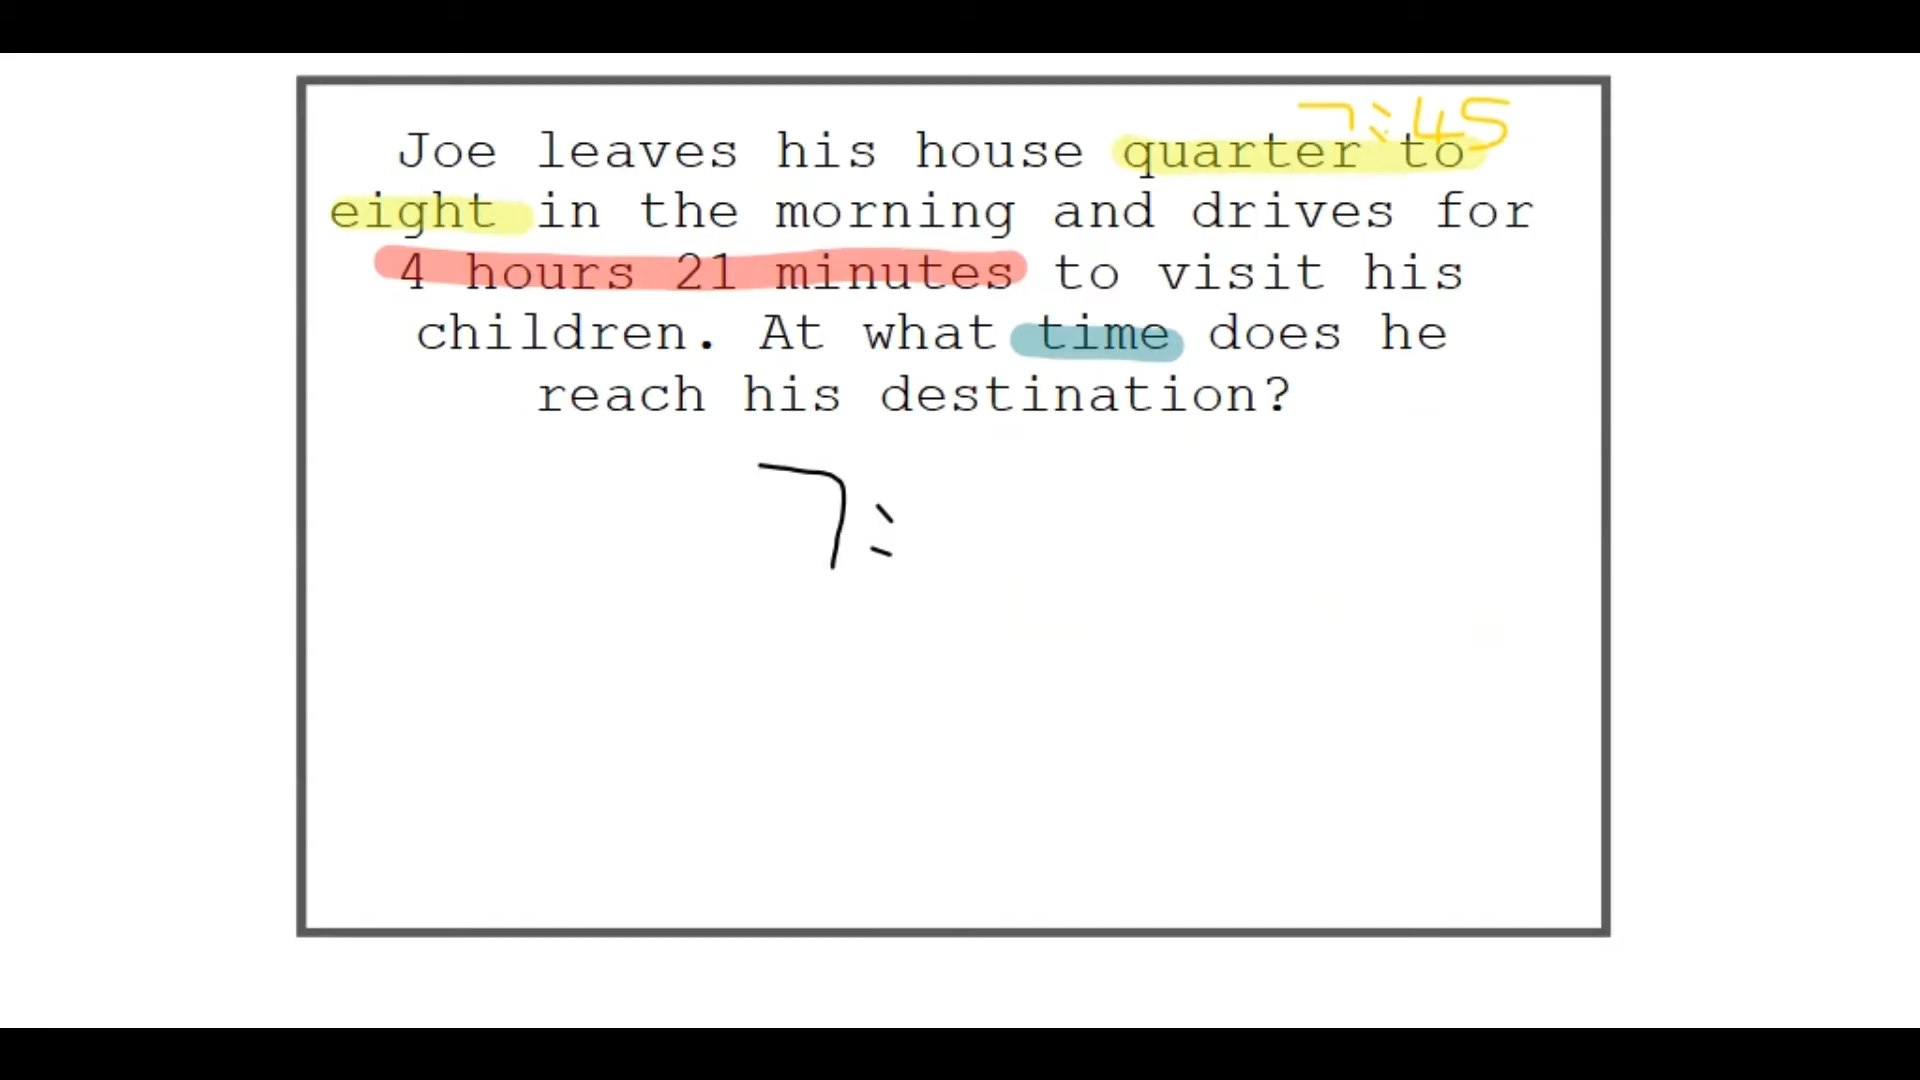 7:45
Joe leaves his house quarter to
eight in the morning and drives for
4 hours 21 minutes to visit his
children. At what time does he
reach his destination?
7: